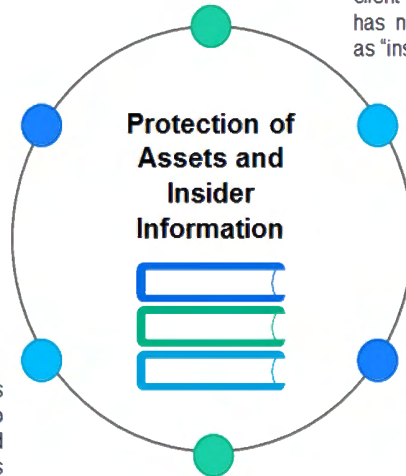 has n
as “ins
Protection of
Assets and
Insider
Information